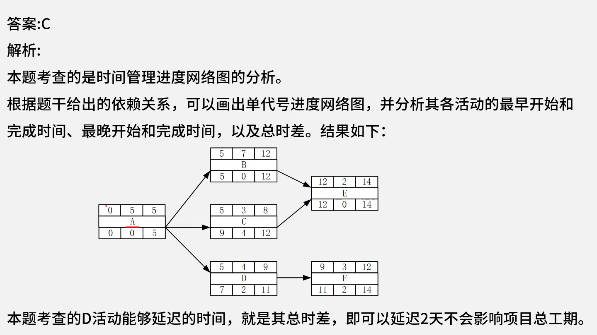 答案:C
解析:
本题考查的是时间管理进度网络图的分析。
根据题干给出的依赖关系，可以画出单代号进度网络图，并分析其各活动的最早开始和
完成时间、最晚开始和完成时间，以及总时差。结果如下：
5 7 12
B
5 0 12
12 2 14
E
12 0 14
0 5 5
A
0 0 5
5 3 8
C
9 4 12
5 4 9
D
7 2 11
9 3 12
F
11 2 14
本题考查的D活动能够延迟的时间，就是其总时差，即可以延迟2天不会影响项目总工期。